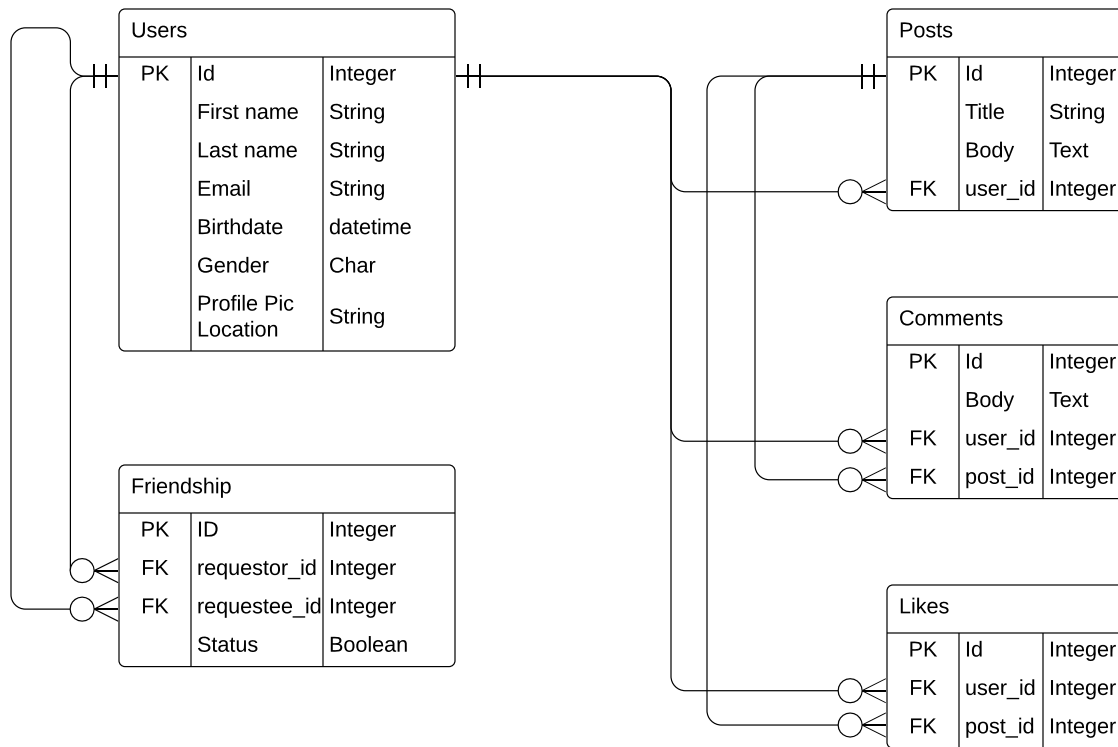 Users
PK Id Integer
First name String
Last name String
Email String
Birthdate datetime
Gender Char
Profile Pic
Location String
Friendship
PK ID Integer
FK requestor_id Integer
FK requestee_id Integer
Status Boolean
Posts
PK Id Integer
Title String
Body Text
FK user_id Integer
Comments
PK Id Integer
Body Text
FK user_id Integer
FK post_id Integer
Likes
PK Id Integer
FK user_id Integer
FK post_id Integer